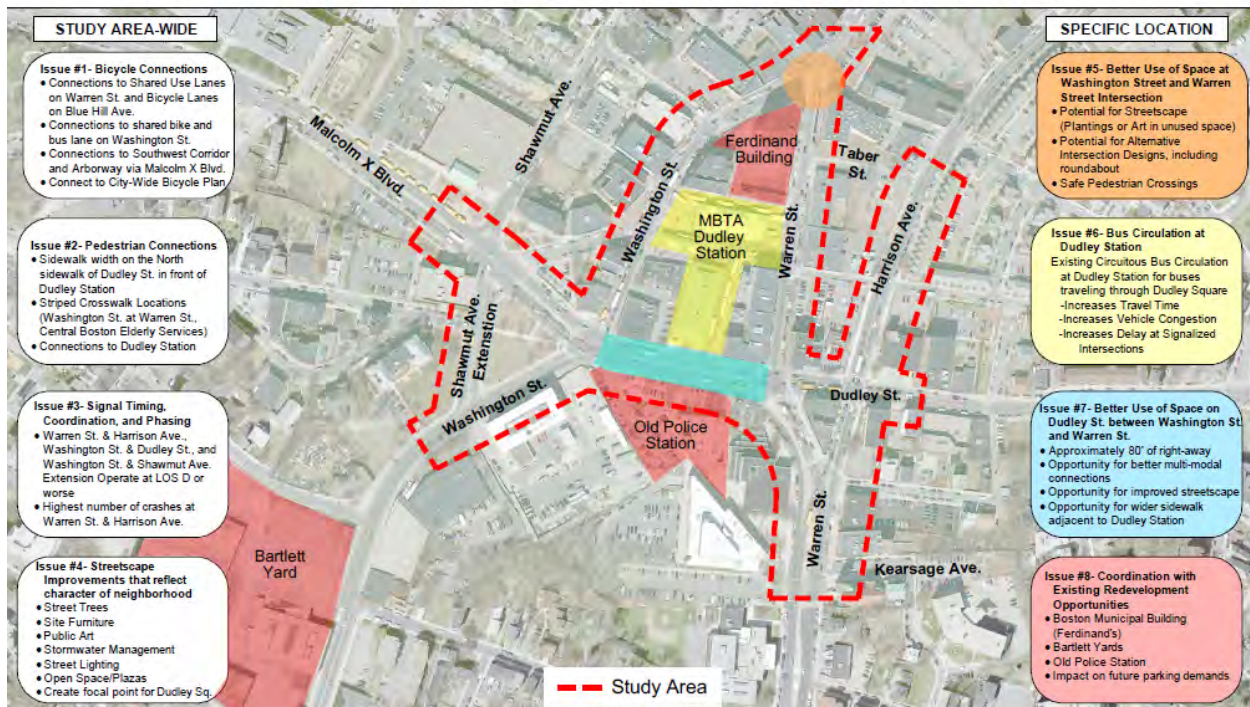 STUDY AREA-WIDE
Issue #1- Bicycle Connections
• Connections to Shared Use Lanes
on Warren St. and Bicycle Lanes
on Blue Hill Ave.
• Connections to shared bike and
bus lane on Washington St.
• Connections to Southwest Corridor
and Arborway via Malcolm X Blvd.
• Connect to City-Wide Bicycle Plan
Issue #2- Pedestrian Connections
• Sidewalk width on the North
sidewalk of Dudley St. in front of
Dudley Station
• Striped Crosswalk Locations
(Washington St. at Warren St.,
Central Boston Elderly Services)
• Connections to Dudley Station
Issue #3- Signal Timing,
Coordination, and Phasing
• Warren St. & Harrison Ave.,
Washington St. & Dudley St., and
Washington St. & Shawmut Ave.
Extension Operate at LOS D or
worse
• Highest number of crashes at
Warren St. & Harrison Ave.
Issue #4- Streetscape
Improvements that reflect
character of neighborhood
• Street Trees
• Site Furniture
• Public Art
• Stormwater Management
• Street Lighting
• Open Space/Plazas
• Create focal point for Dudley Sq.
Malcolm X Blvd.
Shawmut Ave.
Washington St.
Ferdinand
Building
Taber
St.
MBTA
Dudley
Station
Warren St.
Harrison Ave.
Shawmut Ave.
Extenstion
Washington St.
Old Police
Station
Dudley St.
Warren St.
Kearsage Ave.
Bartlett
Yard
Study Area
SPECIFIC LOCATION
Issue #5- Better Use of Space at
Washington Street and Warren
Street Intersection
• Potential for Streetscape
(Plantings or Art in unused space)
• Potential for Alternative
Intersection Designs, including
roundabout
• Safe Pedestrian Crossings
Issue #6- Bus Circulation at
Dudley Station
Existing Circuitous Bus Circulation
at Dudley Station for buses
traveling through Dudley Square
-Increases Travel Time
-Increases Vehicle Congestion
-Increases Delay at Signalized
Intersections
Issue #7- Better Use of Space on
Dudley St. between Washington St.
and Warren St.
• Approximately 80' of right-away
• Opportunity for better multi-modal
connections
• Opportunity for improved streetscape
• Opportunity for wider sidewalk
adjacent to Dudley Station
Issue #8- Coordination with
Existing Redevelopment
Opportunities
• Boston Municipal Building
(Ferdinand's)
• Bartlett Yards
• Old Police Station
• Impact on future parking demands